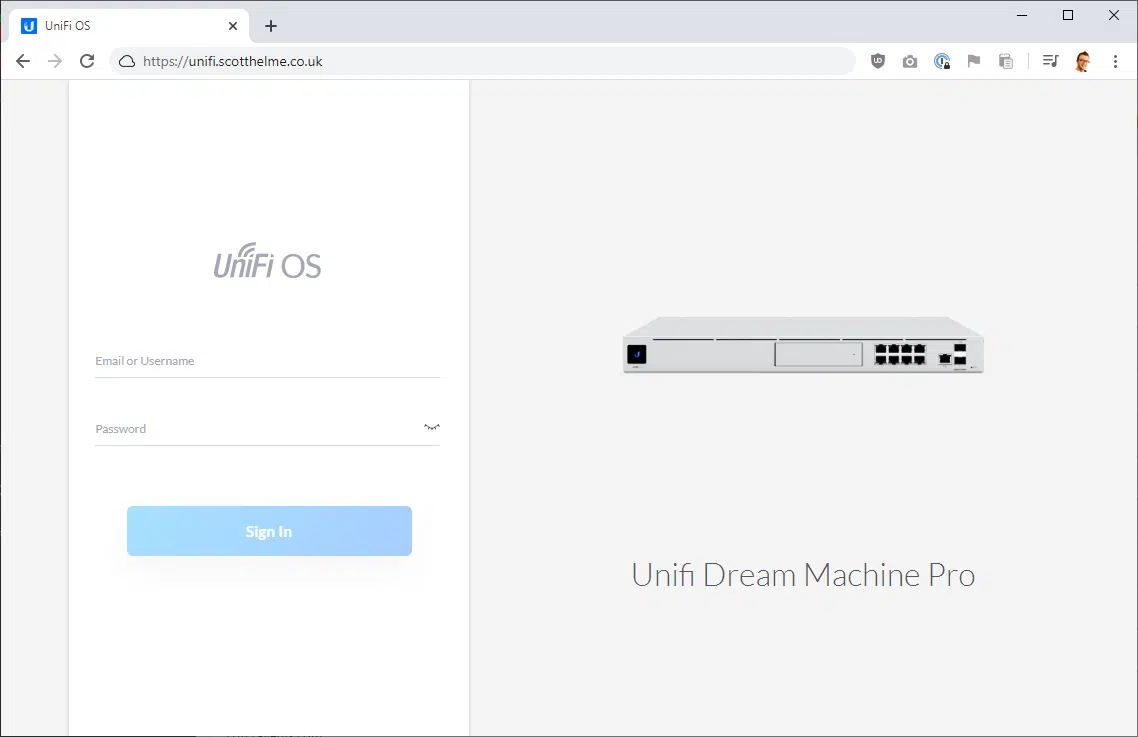 UniFi OS
https://unifi.scotthelme.co.uk
UniFi OS
Email or Username
Password
Sign In
Unifi Dream Machine Pro